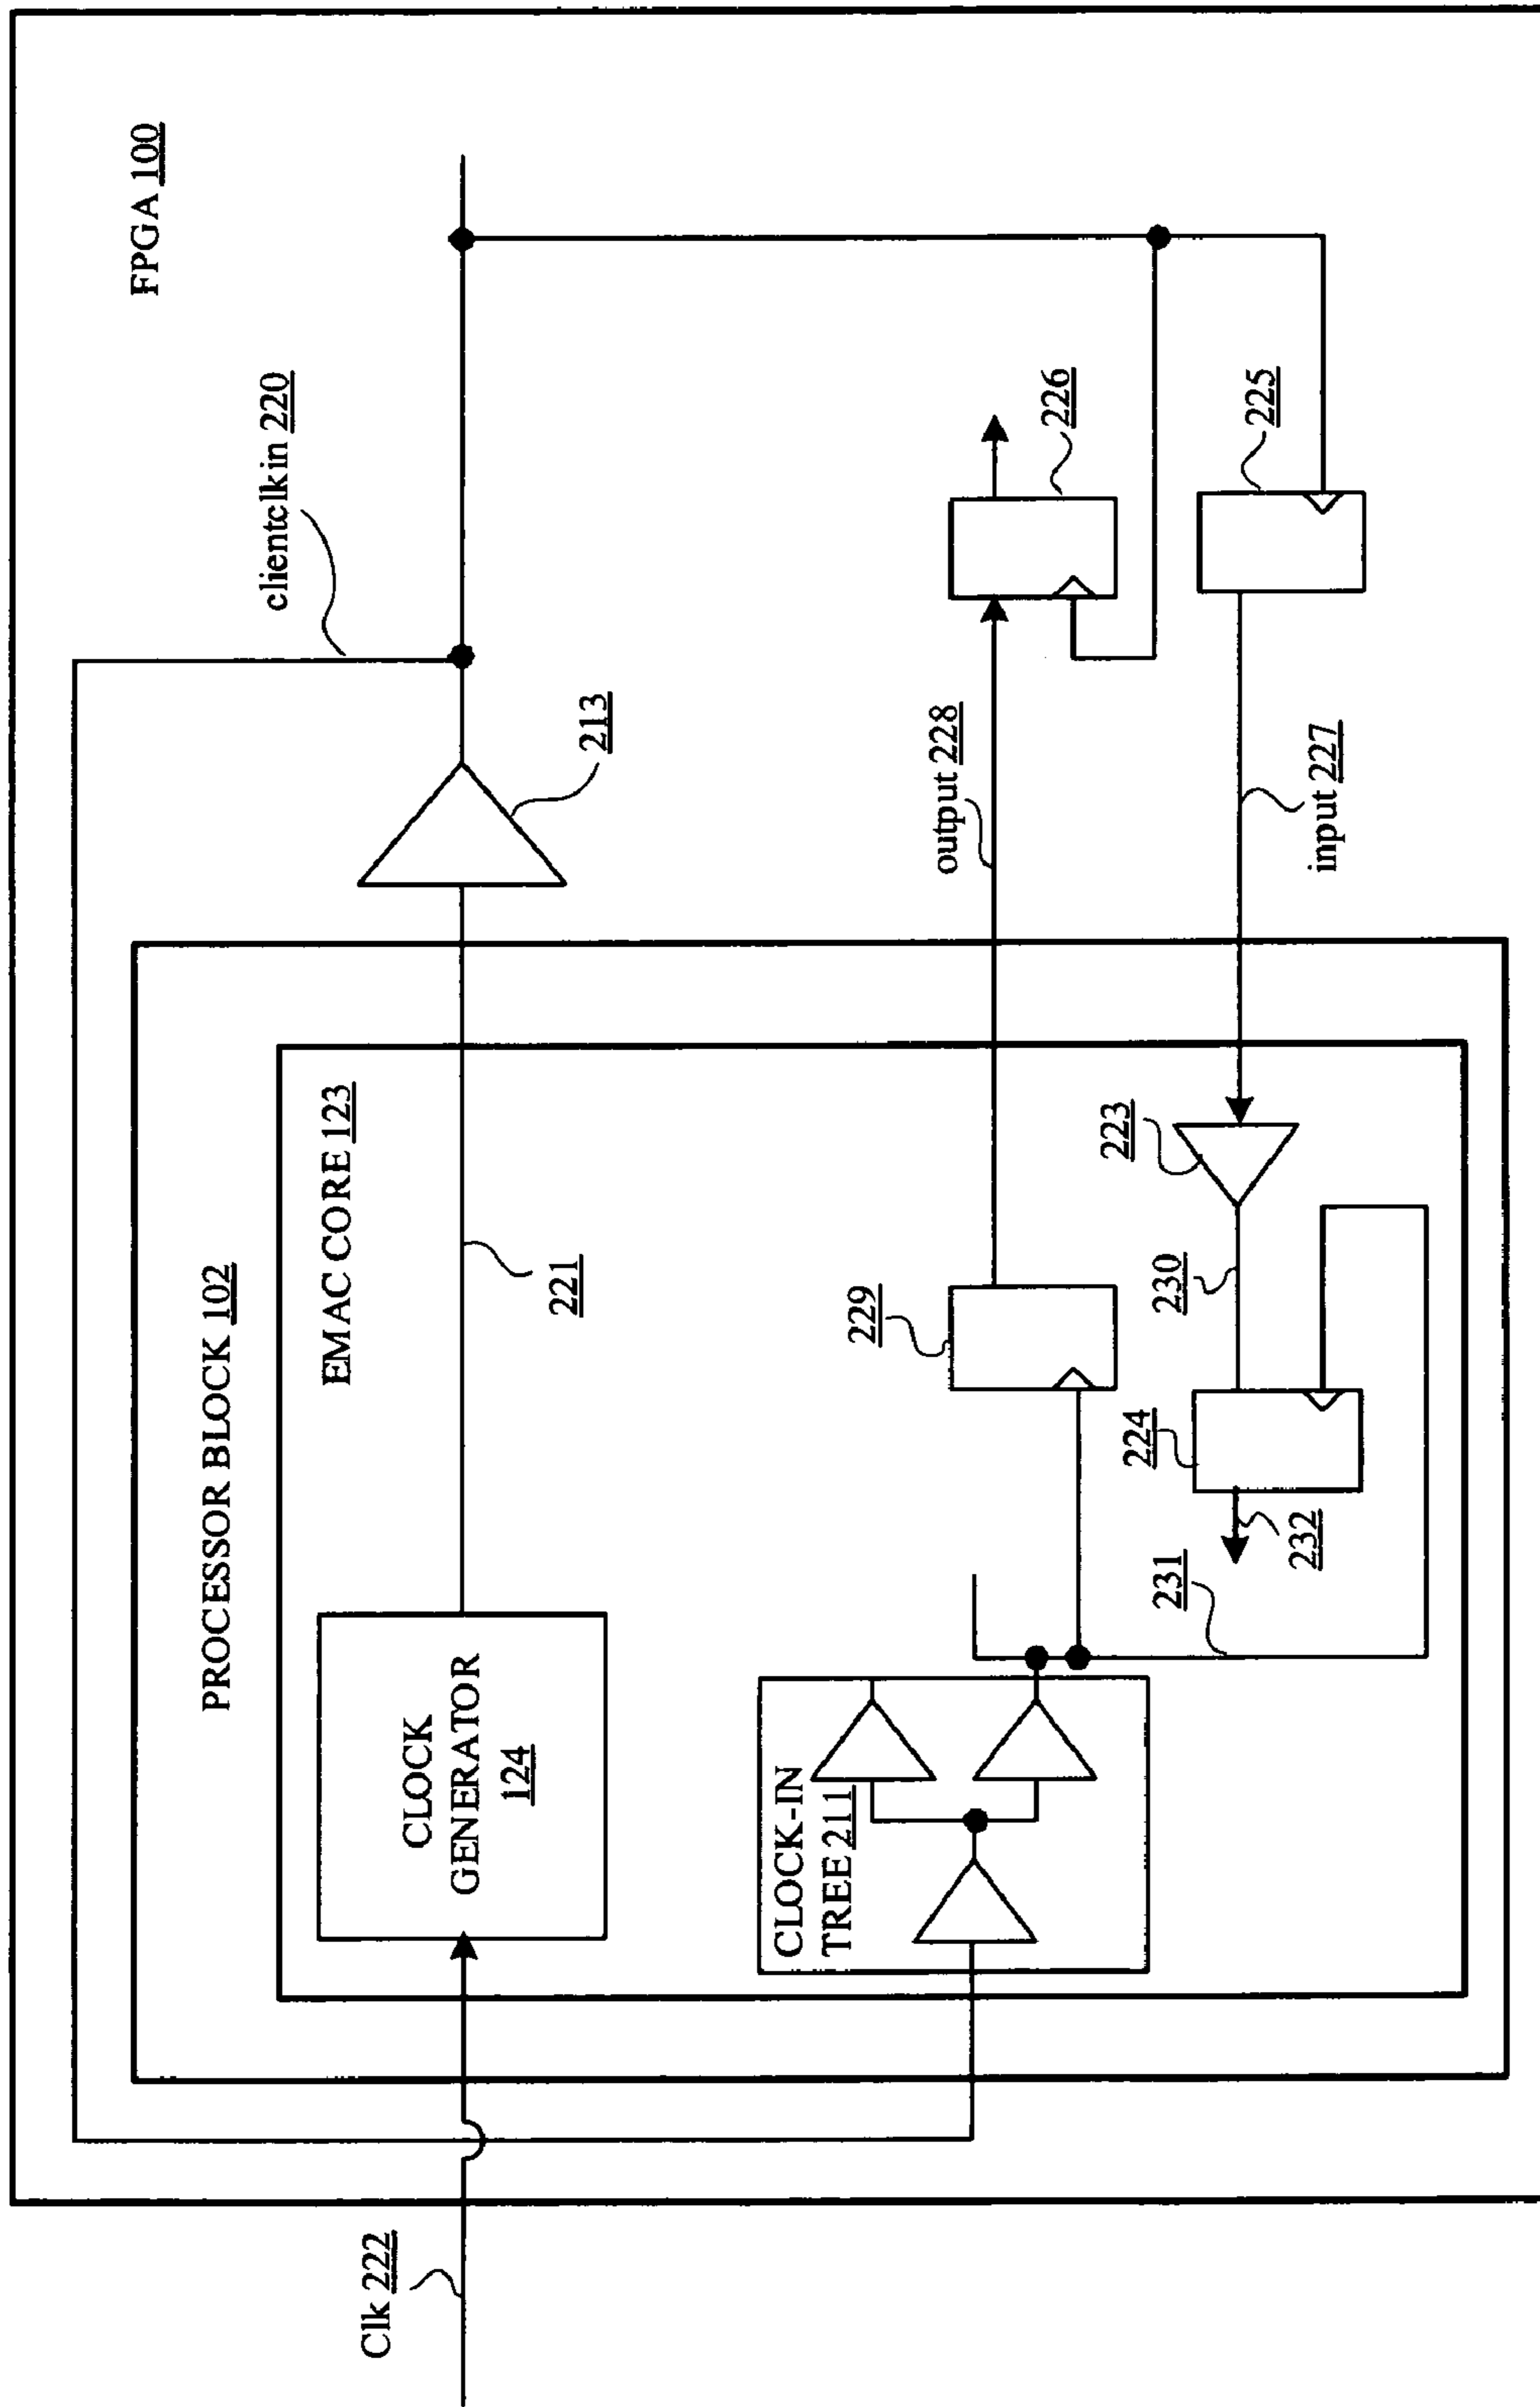 FPGA 100
clientclkin 220
PROCESSOR BLOCK 102
EMAC CORE 123
Clk 222
CLOCK
GENERATOR
124
221
213
CLOCK-IN
TREE 211
229
output 228
226
231
232
224
230
223
input 227
225